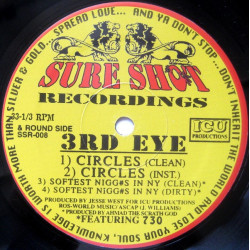 SPREAD LOVE... AND YA DON'T STOP... DON'T INHERIT THE WORLD AND LOSE YOUR SOUL, KNOWLEDGE IS WORTH MORE THAN SILVER & GOLD...
SURE SHOT
RECORDINGS
33-1/3 RPM
& ROUND SIDE
SSR-008
3RD EYE
ICU
PRODUCTIONS
1) CIRCLES (CLEAN)
2) CIRCLES (INST.)
3) SOFTEST NIGG#S IN NY (CLEAN)*
4) SOFTEST NIGG#S IN NY (DIRTY)*
PRODUCED BY JESSE WEST FOR ICU PRODUCTIONS
BOS-WORLD MUSIC/ASCAP (J. WILLIAMS)
*PRODUCED BY AHMAD THE SCRATH GOD
*FEATURING 730